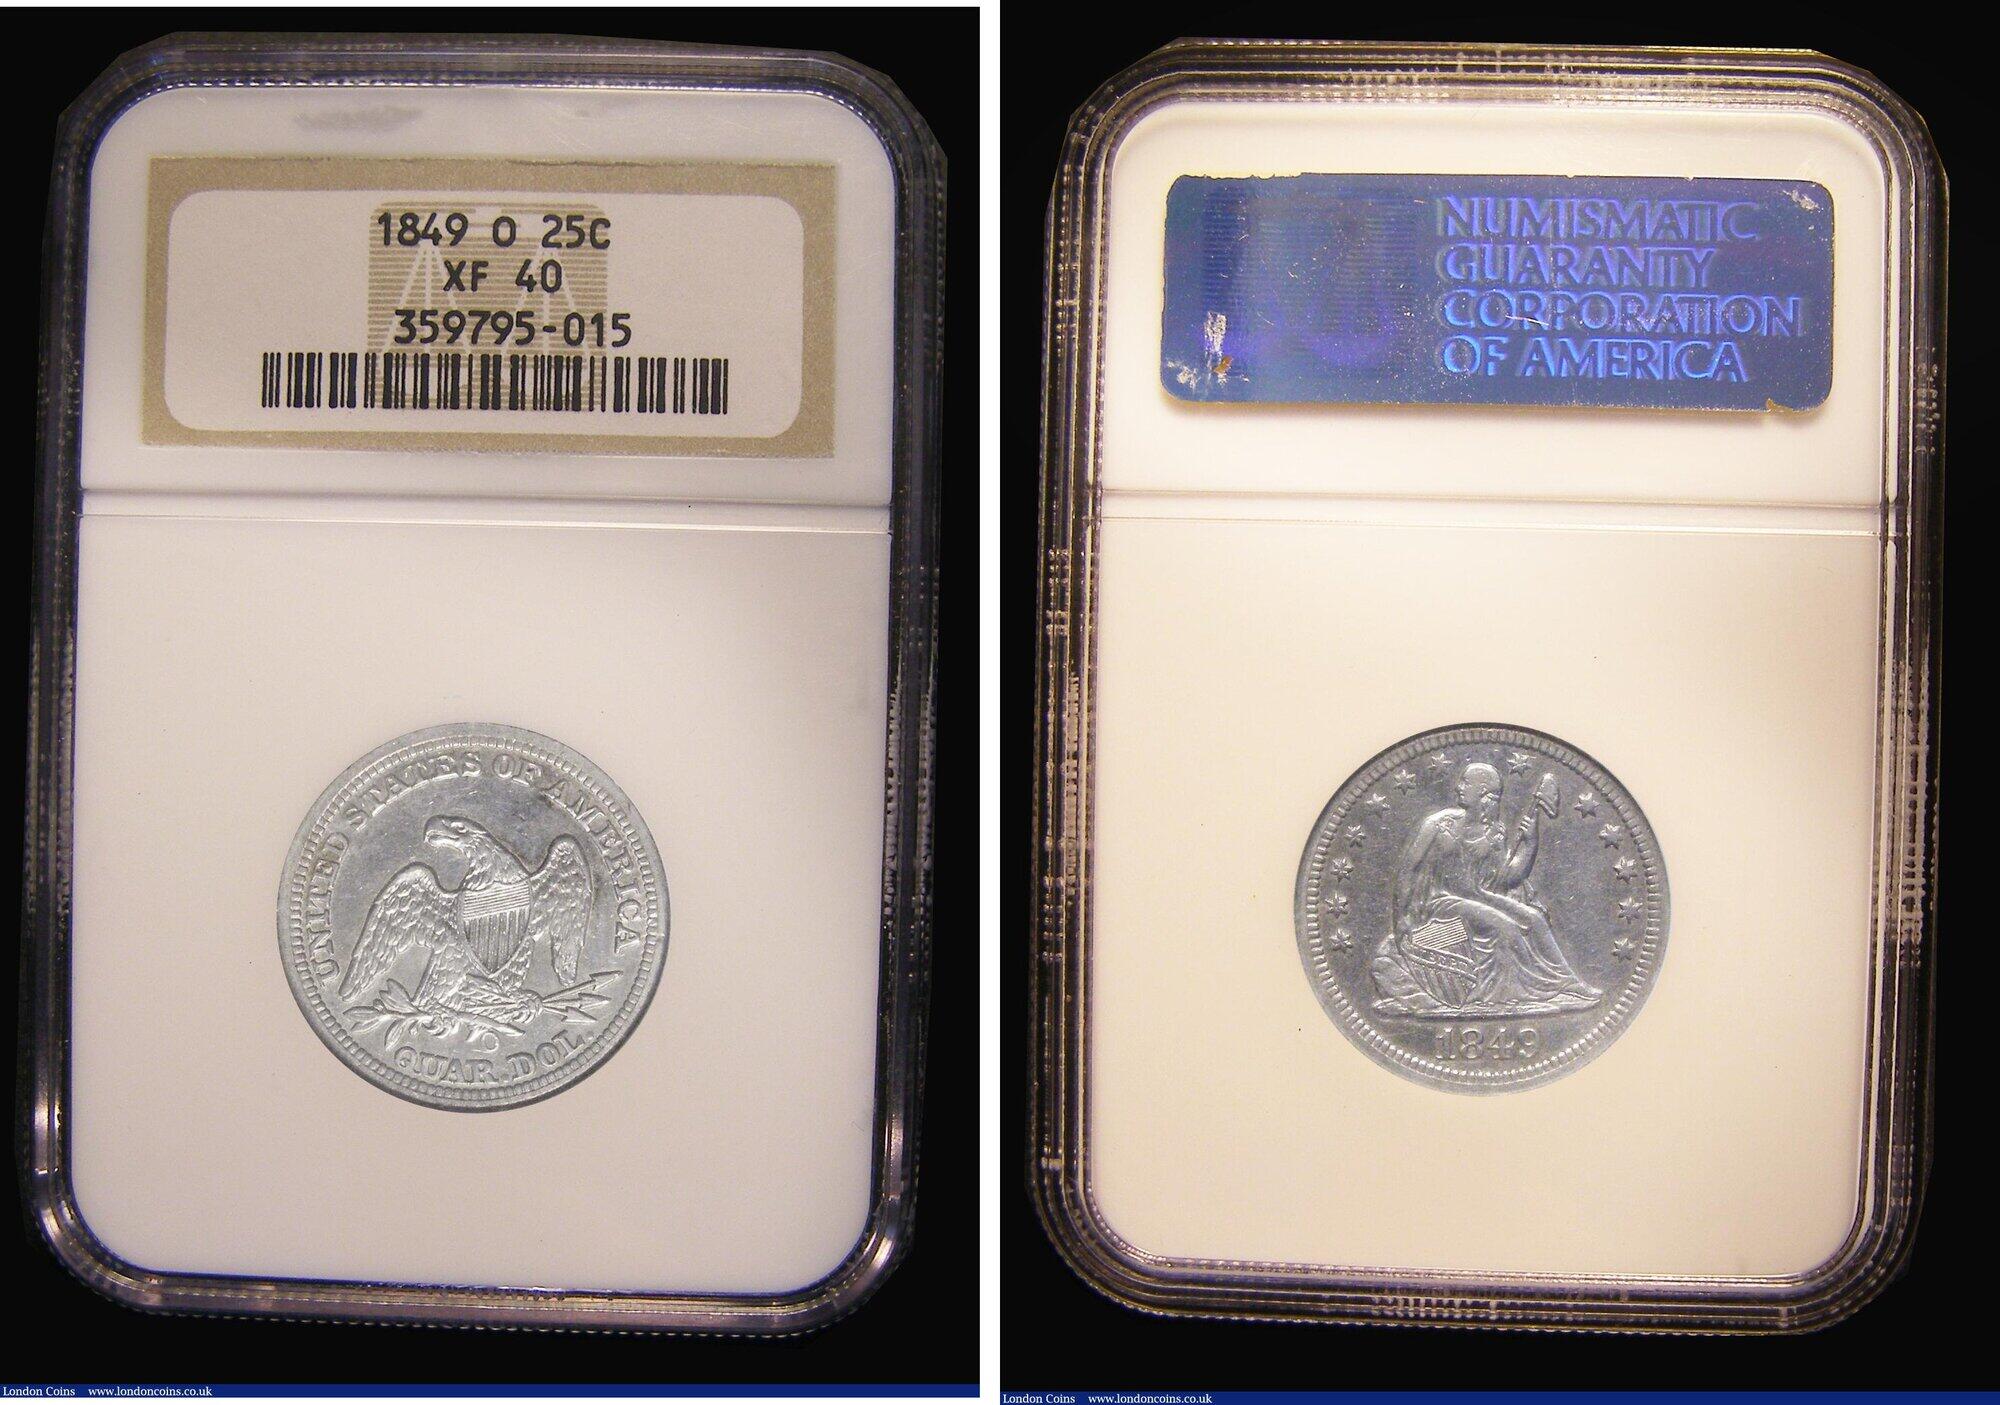 1849 O 25C
XF 40
359795-015
UNITED STATES OF AMERICA
O
QUAR. DOL.
London Coins www.londoncoins.co.uk
NUMISMATIC
GUARANTY
CORPORATION
OF AMERICA
LIBERTY
1849
London Coins www.londoncoins.co.uk